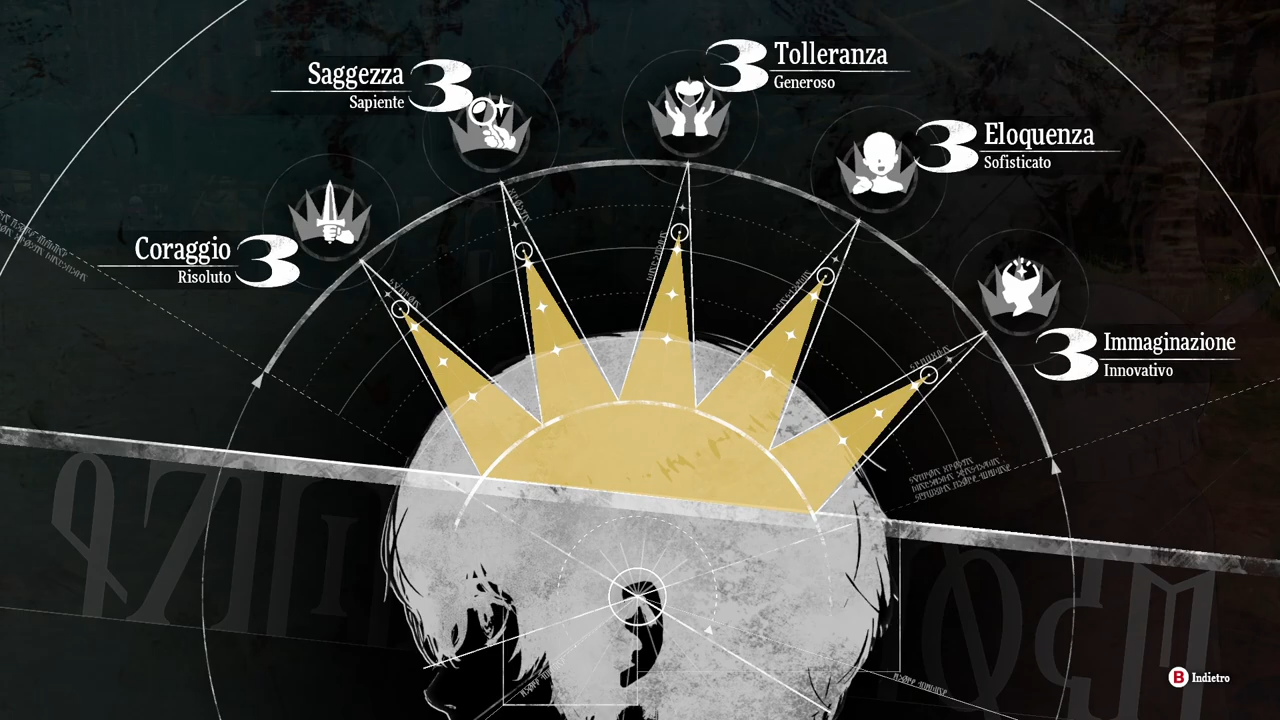 Saggezza
3
Sapiente
3
Tolleranza
Generoso
3
Eloquenza
Sofisticato
Coraggio
3
Risoluto
3
Immaginazione
Innovativo
B Indietro